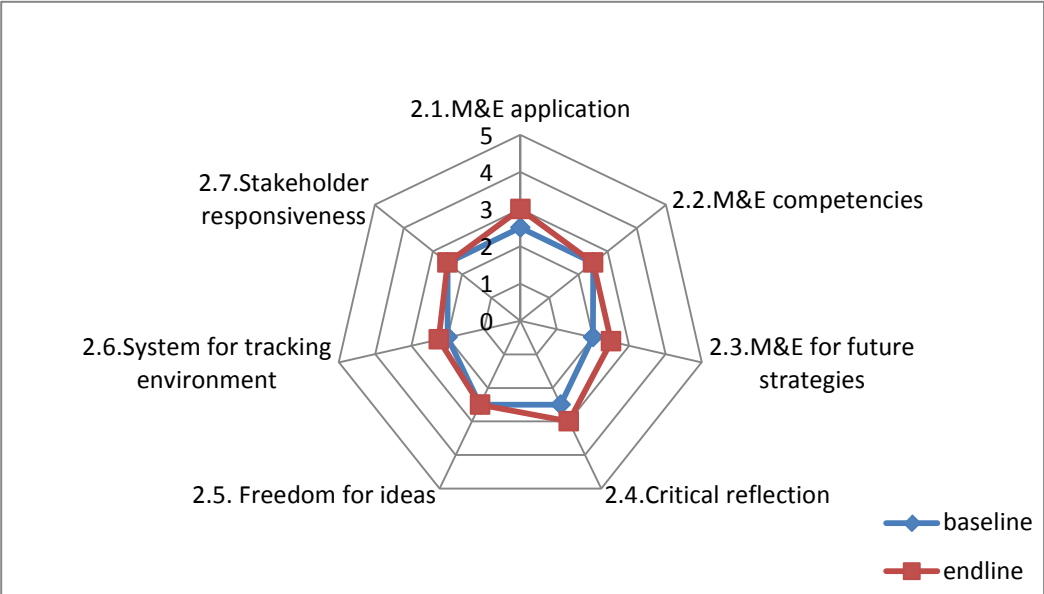 2.1.M&E application
5
4
3
2
1
0
2.2.M&E competencies
2.3.M&E for future
strategies
2.4.Critical reflection
2.5. Freedom for ideas
2.6.System for tracking
environment
2.7.Stakeholder
responsiveness
baseline
endline